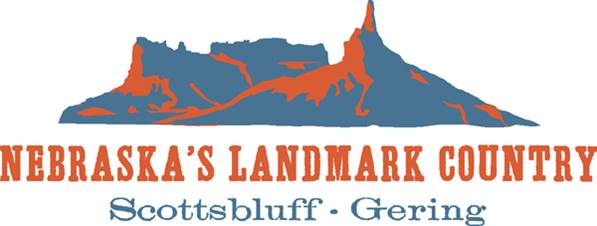 NEBRASKA'S LANDMARK COUNTRY
Scottsbluff · Gering